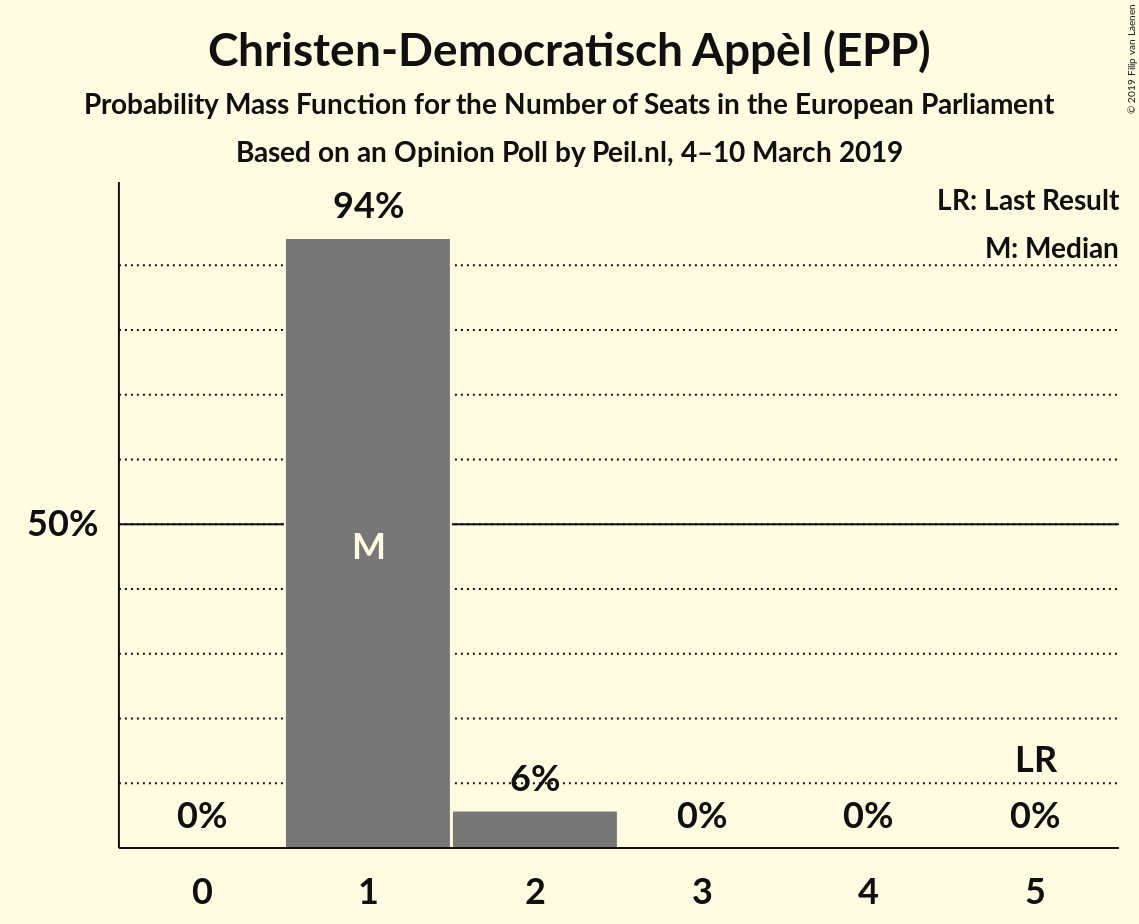 Christen-Democratisch Appèl (EPP)
Probability Mass Function for the Number of Seats in the European Parliament
Based on an Opinion Poll by Peil.nl, 4–10 March 2019
© 2019 Filip van Laenen
LR: Last Result
M: Median
94%
50%
M
6%
LR
0%
0%
0%
0%
0 1 2 3 4 5